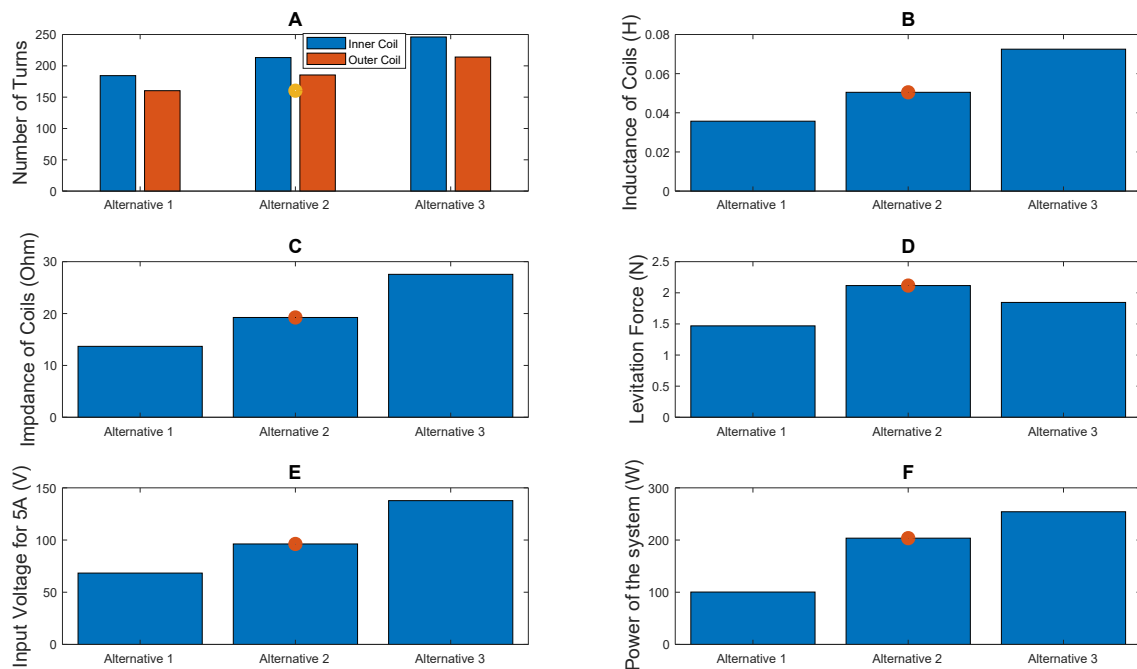 A
Number of Turns
250
200
150
100
50
0
Inner Coil
Outer Coil
Alternative 1
Alternative 2
Alternative 3
B
Inductance of Coils (H)
0.08
0.06
0.04
0.02
0
Alternative 1
Alternative 2
Alternative 3
C
Impdance of Coils (Ohm)
30
20
10
0
Alternative 1
Alternative 2
Alternative 3
D
Levitation Force (N)
2.5
2
1.5
1
0.5
0
Alternative 1
Alternative 2
Alternative 3
E
Input Voltage for 5A (V)
150
100
50
0
Alternative 1
Alternative 2
Alternative 3
F
Power of the system (W)
300
200
100
0
Alternative 1
Alternative 2
Alternative 3